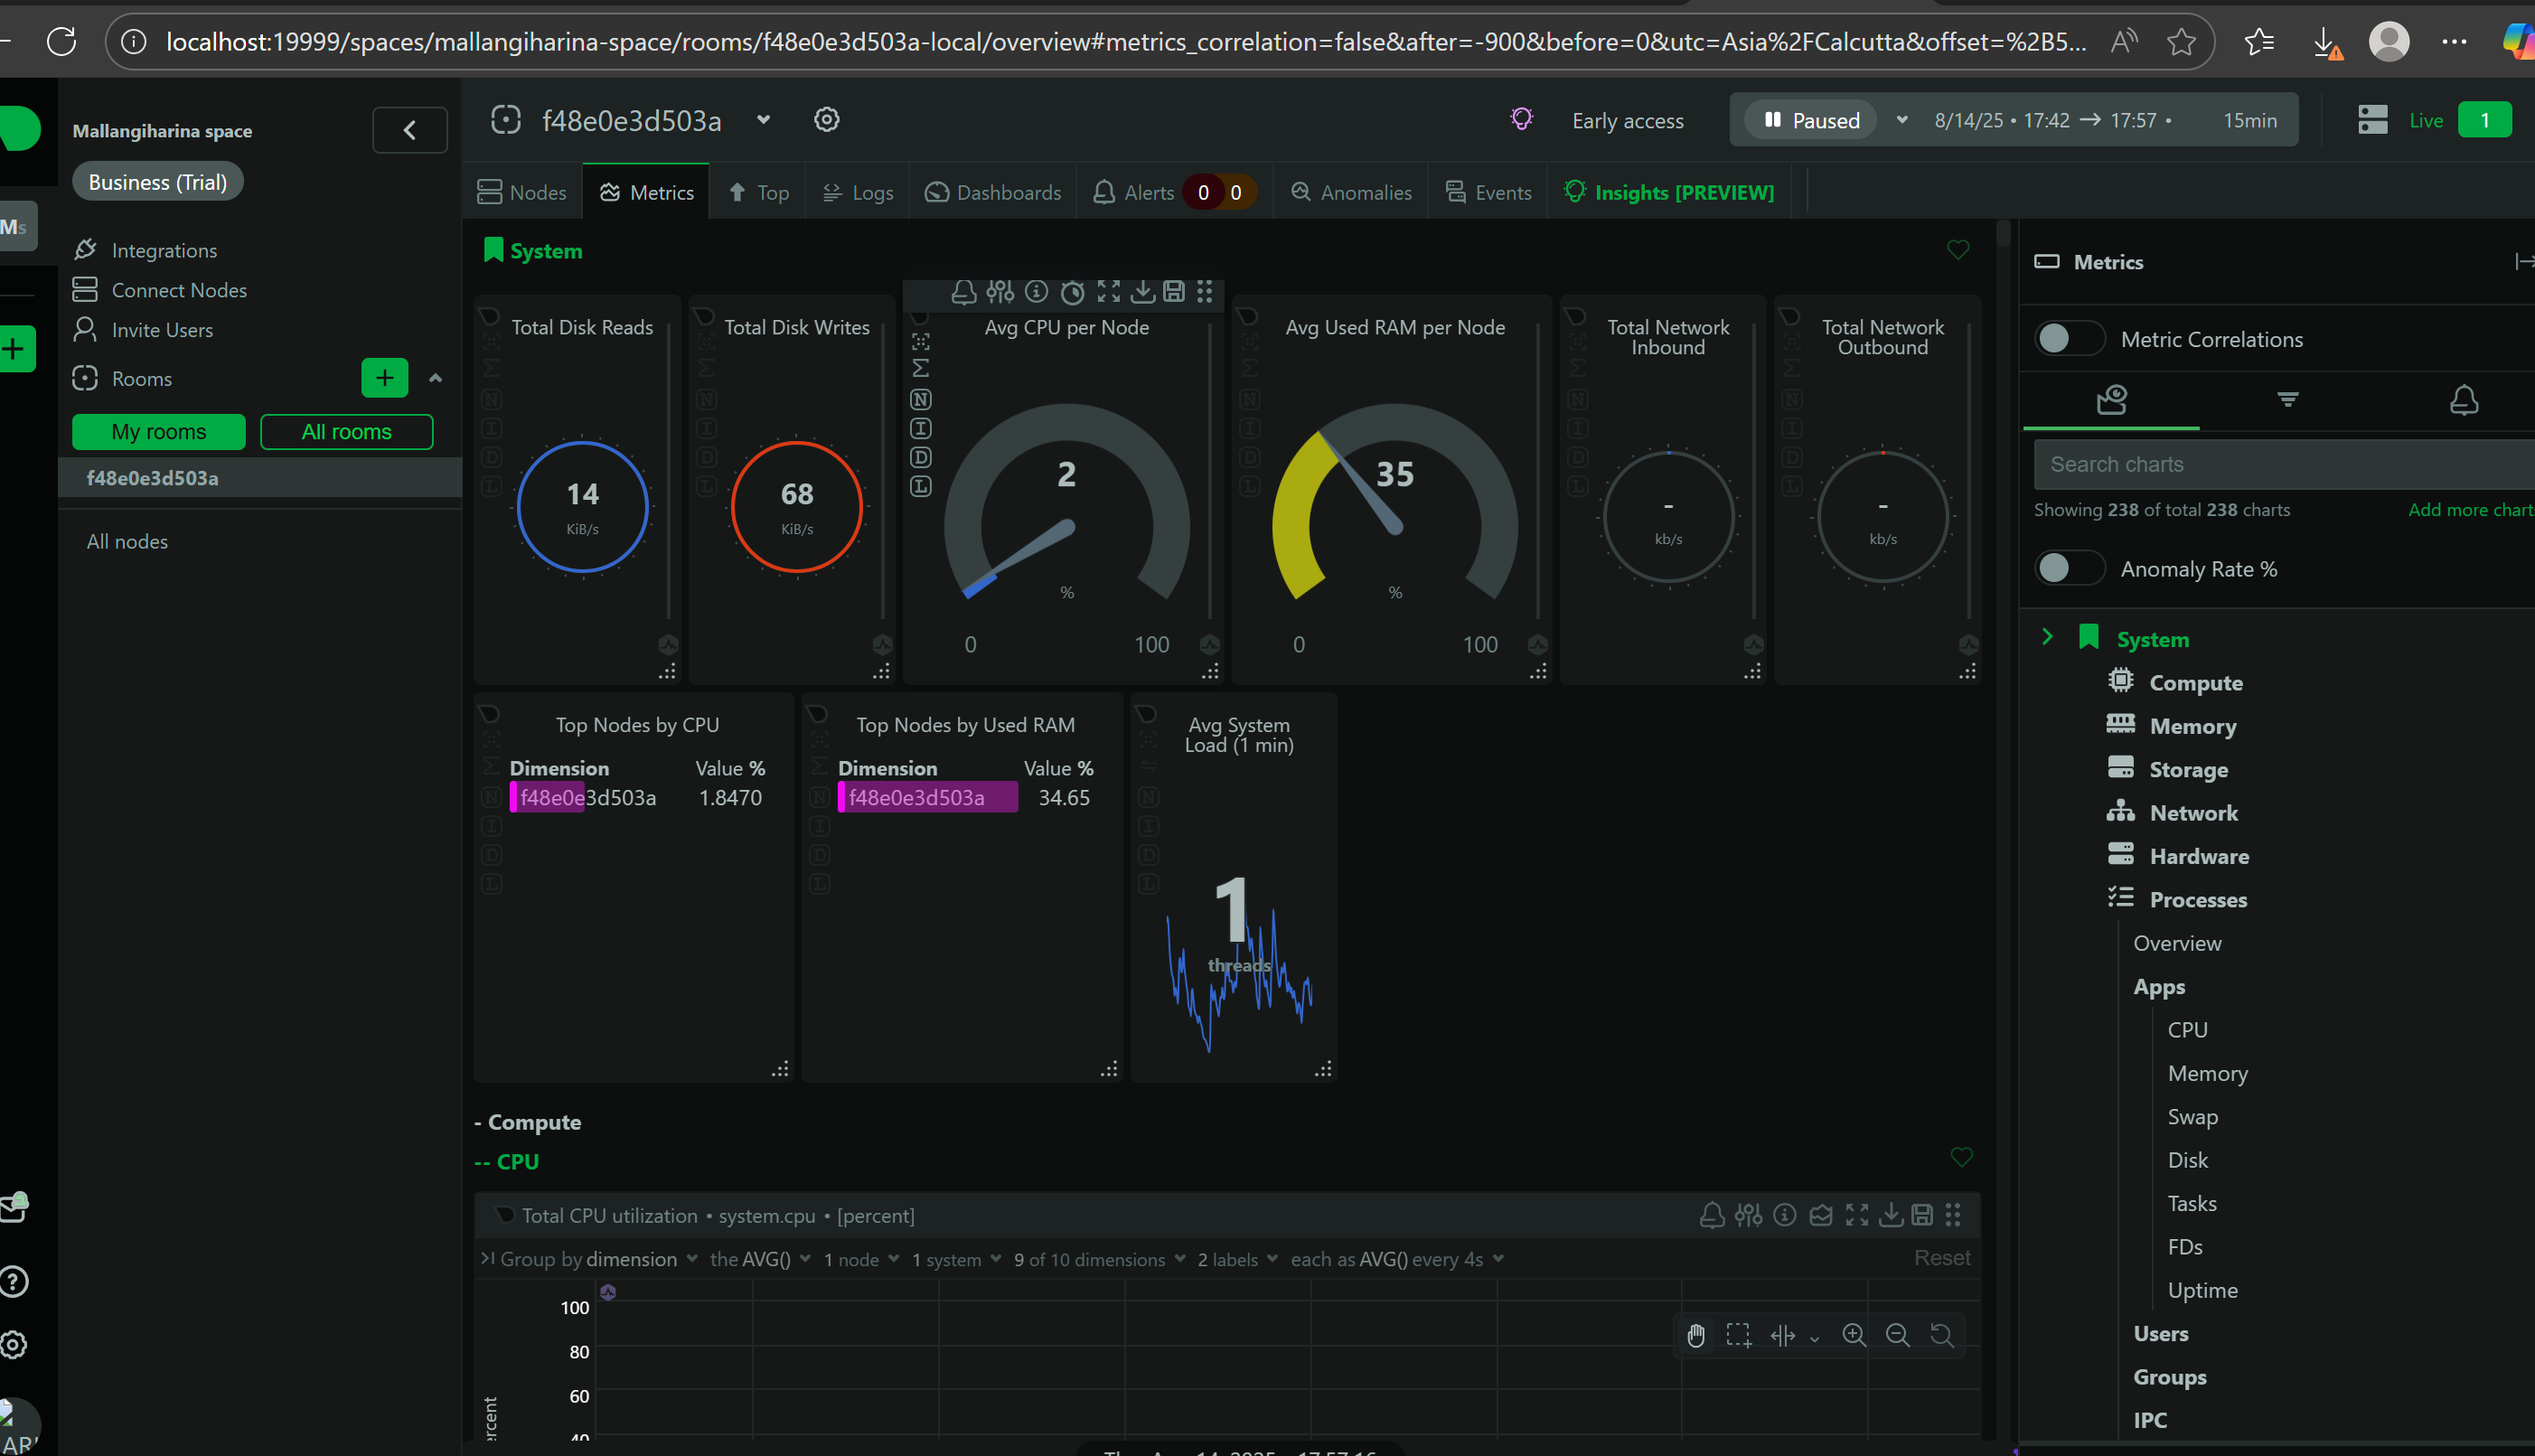 localhost:19999/spaces/mallangiharina-space/rooms/f48e0e3d503a-local/overview#metrics_correlation=false&after=-900&before=0&utc=Asia%2FCalcutta&offset=%2B5...
Ms
Mallangiharina space
Business (Trial)
Integrations
Connect Nodes
Invite Users
Rooms
My rooms
All rooms
f48e0e3d503a
All nodes
f48e0e3d503a
Early access
Paused
8/14/25 • 17:42 → 17:57 •
15min
Live
1
Nodes
Metrics
Top
Logs
Dashboards
Alerts
0
0
Anomalies
Events
Insights [PREVIEW]
System
Total Disk Reads
14
KiB/s
Total Disk Writes
68
KiB/s
Avg CPU per Node
N
I
D
L
2
%
0
100
Avg Used RAM per Node
35
%
0
100
Total Network
Inbound
-
kb/s
Total Network
Outbound
-
kb/s
Top Nodes by CPU
Dimension Value %
f48e0e3d503a 1.8470
Top Nodes by Used RAM
Dimension Value %
f48e0e3d503a 34.65
Avg System
Load (1 min)
1
threads
- Compute
-- CPU
Total CPU utilization • system.cpu • [percent]
Group by dimension the AVG() 1 node 1 system 9 of 10 dimensions 2 labels each as AVG() every 4s
Reset
100
80
60
40
Metrics
Metric Correlations
Search charts
Showing 238 of total 238 charts
Add more chart
Anomaly Rate %
System
Compute
Memory
Storage
Network
Hardware
Processes
Overview
Apps
CPU
Memory
Swap
Disk
Tasks
FDs
Uptime
Users
Groups
IPC